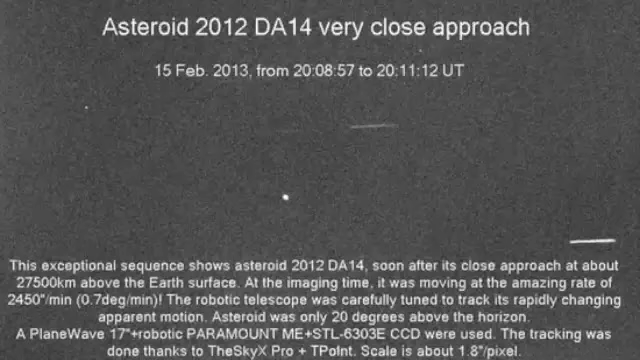 Asteroid 2012 DA14 very close approach
15 Feb. 2013, from 20:08:57 to 20:11:12 UT
This exceptional sequence shows asteroid 2012 DA14, soon after its close approach at about
27500km above the Earth surface. At the imaging time, it was moving at the amazing rate of
2450"/min (0.7deg/min)! The robotic telescope was carefully tuned to track its rapidly changing
apparent motion. Asteroid was only 20 degrees above the horizon.
A PlaneWave 17"+robotic PARAMOUNT ME+STL-6303E CCD were used. The tracking was
done thanks to TheSkyX Pro + TPoInt. Scale is about 1.8"/pixel.